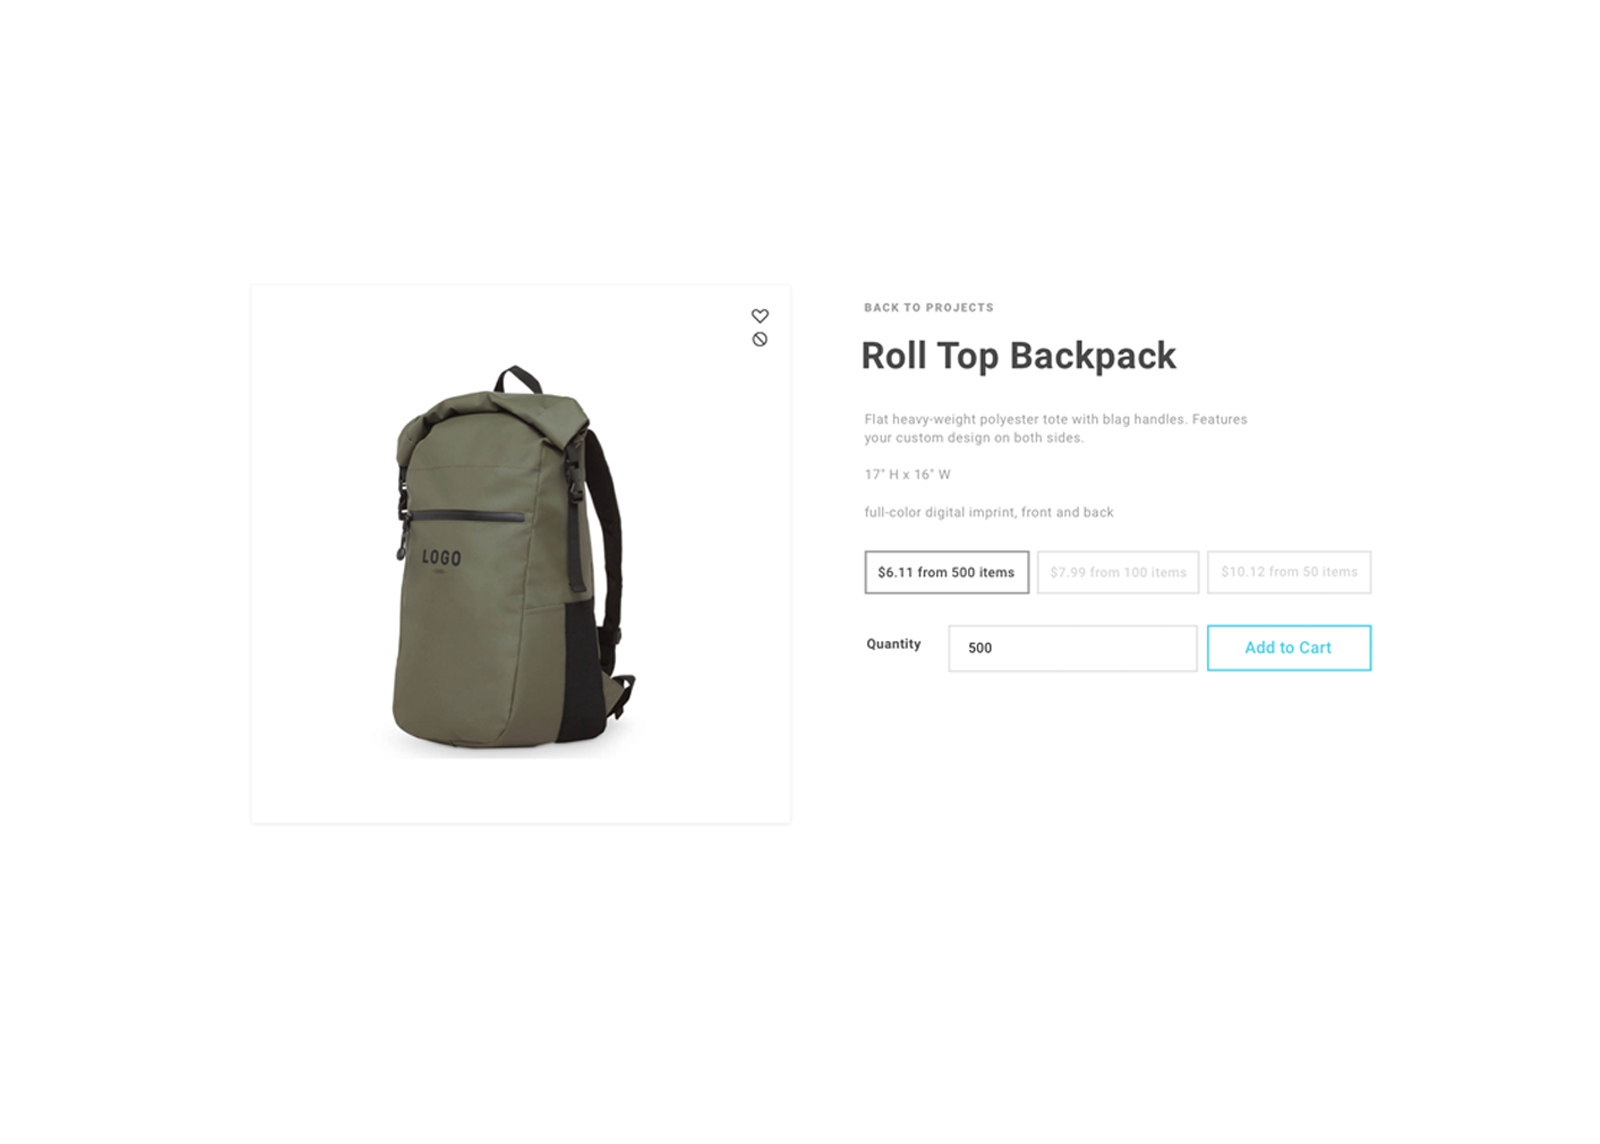 LOGO
BACK TO PROJECTS
Roll Top Backpack
Flat heavy-weight polyester tote with blag handles. Features
your custom design on both sides.
17" H x 16" W
full-color digital imprint, front and back
$6.11 from 500 items
$7.99 from 100 items
$10.12 from 50 items
Quantity
500
Add to Cart